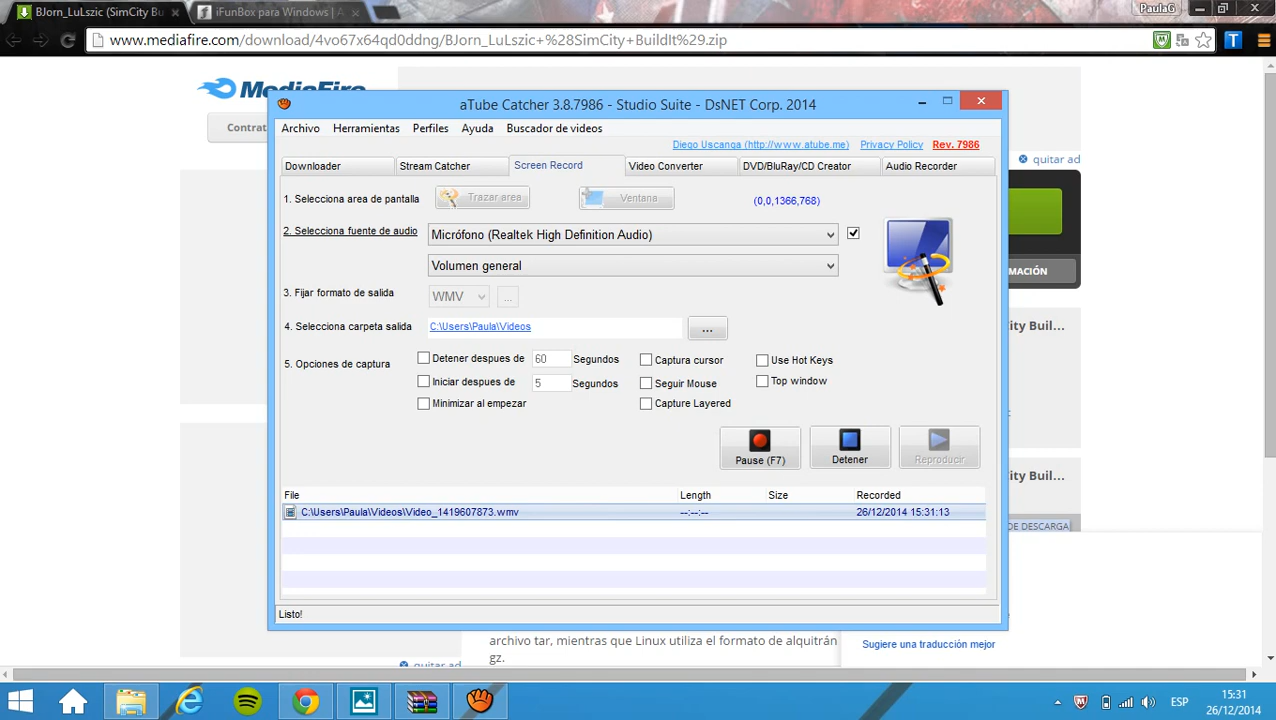 BJorn_LuLszic (SimCity Bu
iFunBox para Windows | A
PaulaG
www.mediafire.com/download/4vo67x64qd0ddng/BJorn_LuLszic+%28SimCity+BuildIt%29.zip
T
MediaFire
Contrat
quitar ad
MACIÓN
ity Buil...
ity Buil...
DE DESCARGA
aTube Catcher 3.8.7986 - Studio Suite - DsNET Corp. 2014
Archivo Herramientas Perfiles Ayuda Buscador de videos
Diego Uscanga (http://www.atube.me) Privacy Policy Rev. 7986
Downloader Stream Catcher Screen Record Video Converter DVD/BluRay/CD Creator Audio Recorder
1. Selecciona area de pantalla Trazar area Ventana (0,0,1366,768)
2. Selecciona fuente de audio Micrófono (Realtek High Definition Audio)
Volumen general
3. Fijar formato de salida WMV ...
4. Selecciona carpeta salida C:\Users\Paula\Videos ...
5. Opciones de captura Detener despues de 60 Segundos Captura cursor Use Hot Keys
Iniciar despues de 5 Segundos Seguir Mouse Top window
Minimizar al empezar Capture Layered
Pause (F7) Detener Reproducir
File Length Size Recorded
C:\Users\Paula\Videos\Video_1419607873.wmv --:--:-- 26/12/2014 15:31:13
Listo!
archivo tar, mientras que Linux utiliza el formato de alquitrán
gz.
Sugiere una traducción mejor
quitar ad
ESP
15:31
26/12/2014